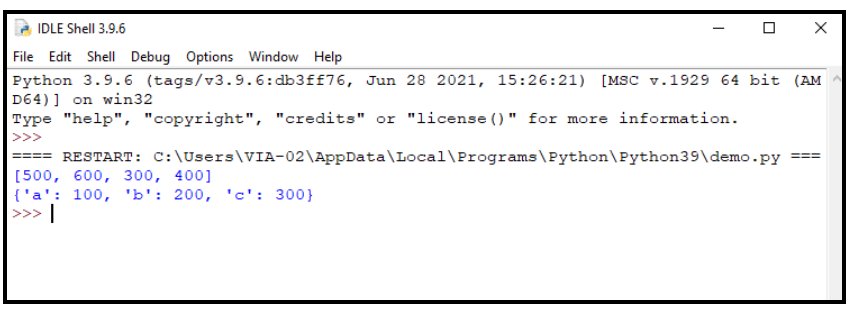 IDLE Shell 3.9.6
File Edit Shell Debug Options Window Help
Python 3.9.6 (tags/v3.9.6:db3ff76, Jun 28 2021, 15:26:21) [MSC v.1929 64 bit (AM
D64)] on win32
Type "help", "copyright", "credits" or "license()" for more information.
>>>
==== RESTART: C:\Users\VIA-02\AppData\Local\Programs\Python\Python39\demo.py ===
[500, 600, 300, 400]
{'a': 100, 'b': 200, 'c': 300}
>>>